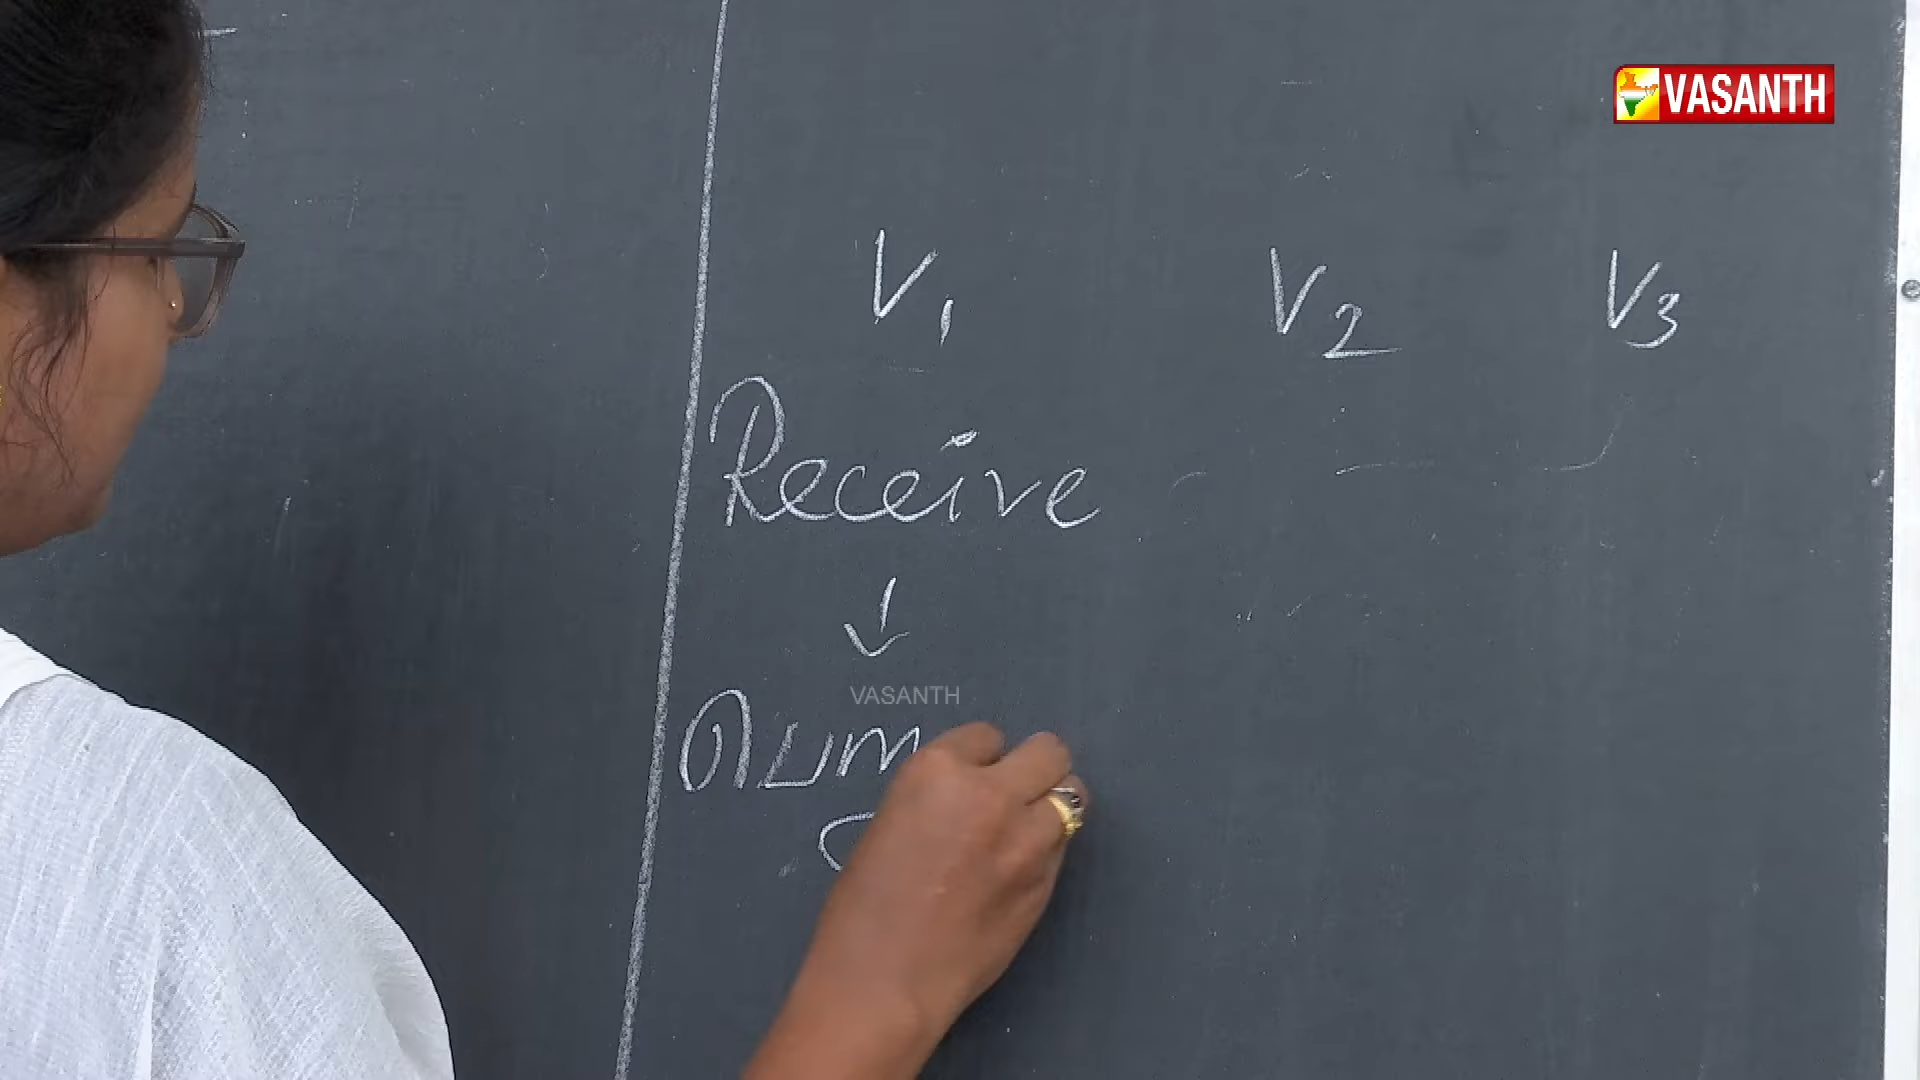 VASANTH
V1 V2 V3
Receive
↓
VASANTH